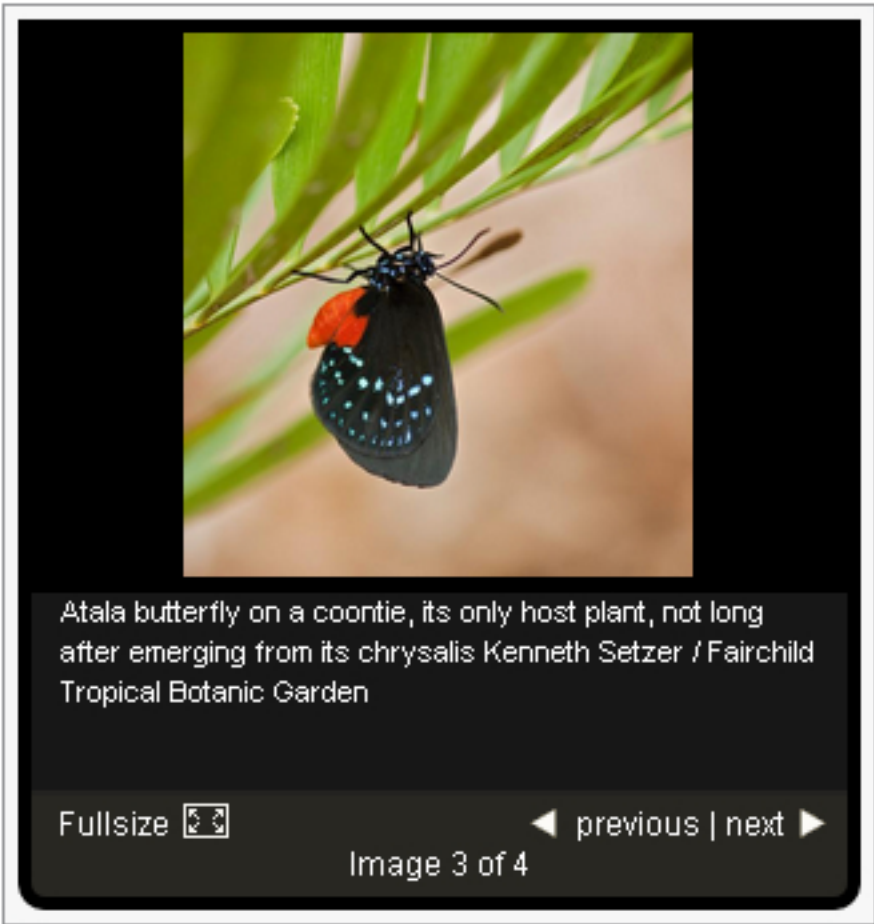 Atala butterfly on a coontie, its only host plant, not long
after emerging from its chrysalis Kenneth Setzer / Fairchild
Tropical Botanic Garden
Fullsize
previous | next
Image 3 of 4